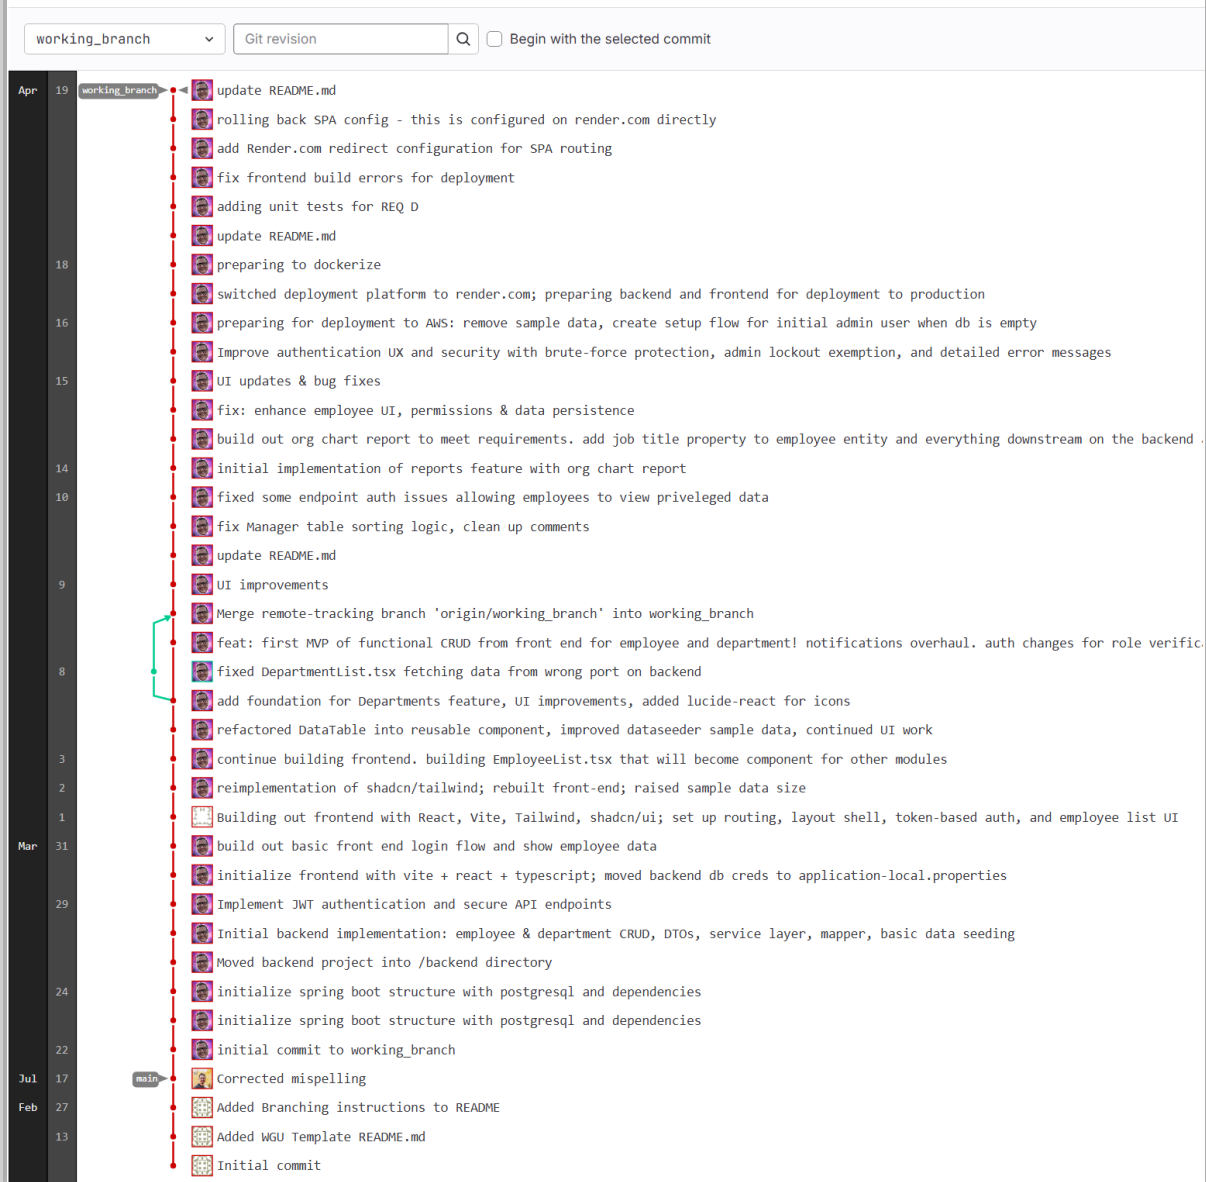 working_branch Git revision Begin with the selected commit
Apr 19 working_branch update README.md
rolling back SPA config - this is configured on render.com directly
add Render.com redirect configuration for SPA routing
fix frontend build errors for deployment
adding unit tests for REQ D
update README.md
18 preparing to dockerize
switched deployment platform to render.com; preparing backend and frontend for deployment to production
16 preparing for deployment to AWS: remove sample data, create setup flow for initial admin user when db is empty
Improve authentication UX and security with brute-force protection, admin lockout exemption, and detailed error messages
15 UI updates & bug fixes
fix: enhance employee UI, permissions & data persistence
build out org chart report to meet requirements. add job title property to employee entity and everything downstream on the backend .
14 initial implementation of reports feature with org chart report
10 fixed some endpoint auth issues allowing employees to view priveleged data
fix Manager table sorting logic, clean up comments
update README.md
9 UI improvements
Merge remote-tracking branch 'origin/working_branch' into working_branch
feat: first MVP of functional CRUD from front end for employee and department! notifications overhaul. auth changes for role verific
8 fixed DepartmentList.tsx fetching data from wrong port on backend
add foundation for Departments feature, UI improvements, added lucide-react for icons
refactored DataTable into reusable component, improved dataseeder sample data, continued UI work
3 continue building frontend. building EmployeeList.tsx that will become component for other modules
2 reimplementation of shadcn/tailwind; rebuilt front-end; raised sample data size
1 Building out frontend with React, Vite, Tailwind, shadcn/ui; set up routing, layout shell, token-based auth, and employee list UI
Mar 31 build out basic front end login flow and show employee data
initialize frontend with vite + react + typescript; moved backend db creds to application-local.properties
29 Implement JWT authentication and secure API endpoints
Initial backend implementation: employee & department CRUD, DTOs, service layer, mapper, basic data seeding
Moved backend project into /backend directory
24 initialize spring boot structure with postgresql and dependencies
initialize spring boot structure with postgresql and dependencies
22 initial commit to working_branch
Jul 17 main Corrected mispelling
Feb 27 Added Branching instructions to README
13 Added WGU Template README.md
Initial commit